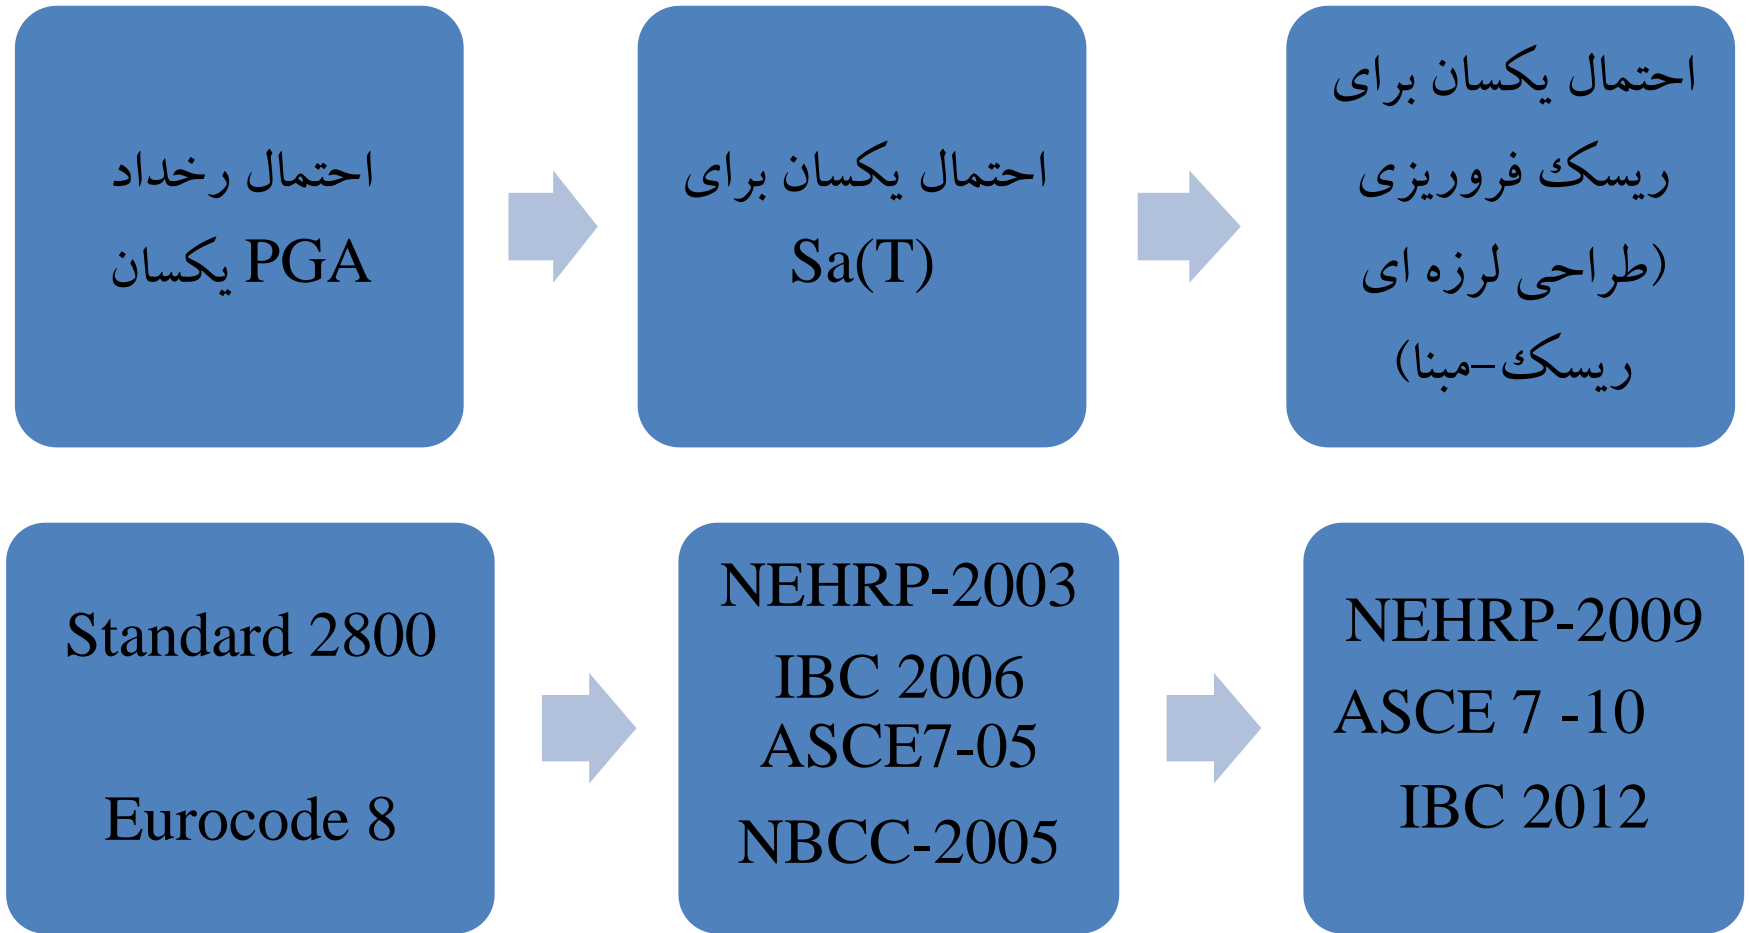 احتمال رخداد
PGA یکسان
احتمال یکسان برای
Sa(T)
احتمال یکسان برای
ریسک فروریزی
(طراحی لرزه ای
ریسک-مبنا)
Standard 2800
Eurocode 8
NEHRP-2003
IBC 2006
ASCE7-05
NBCC-2005
NEHRP-2009
ASCE 7 -10
IBC 2012